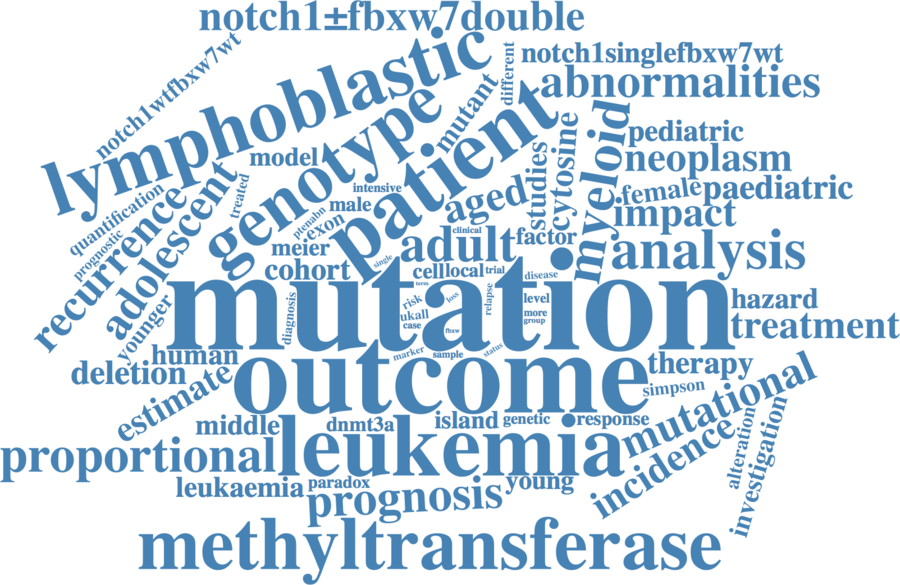 notch1±fbxw7double
notch1wtfbxw7wt
notch1singlefbxw7wt
different
abnormalities
lymphoblastic
mutant
patient
genotype
model
myeloid
cytosine
studies
pediatric
neoplasm
female
paediatric
impact
analysis
aged
intensive
male
exon
ptenabn
meier
cohort
treated
quantification
prognostic
recurrence
adolescent
younger
clinical
adult
factor
single
cell
local
trial
disease
term
mutation
diagnosis
risk
loss
ukall
case
fbxw
relapse
level
more
group
hazard
treatment
human
deletion
estimate
outcome
marker
sample
status
therapy
simpson
mutational
middle
dnmt3a
island
genetic
response
proportional
leukemia
incidence
alteration
investigation
leukaemia
paradox
prognosis
young
methyltransferase